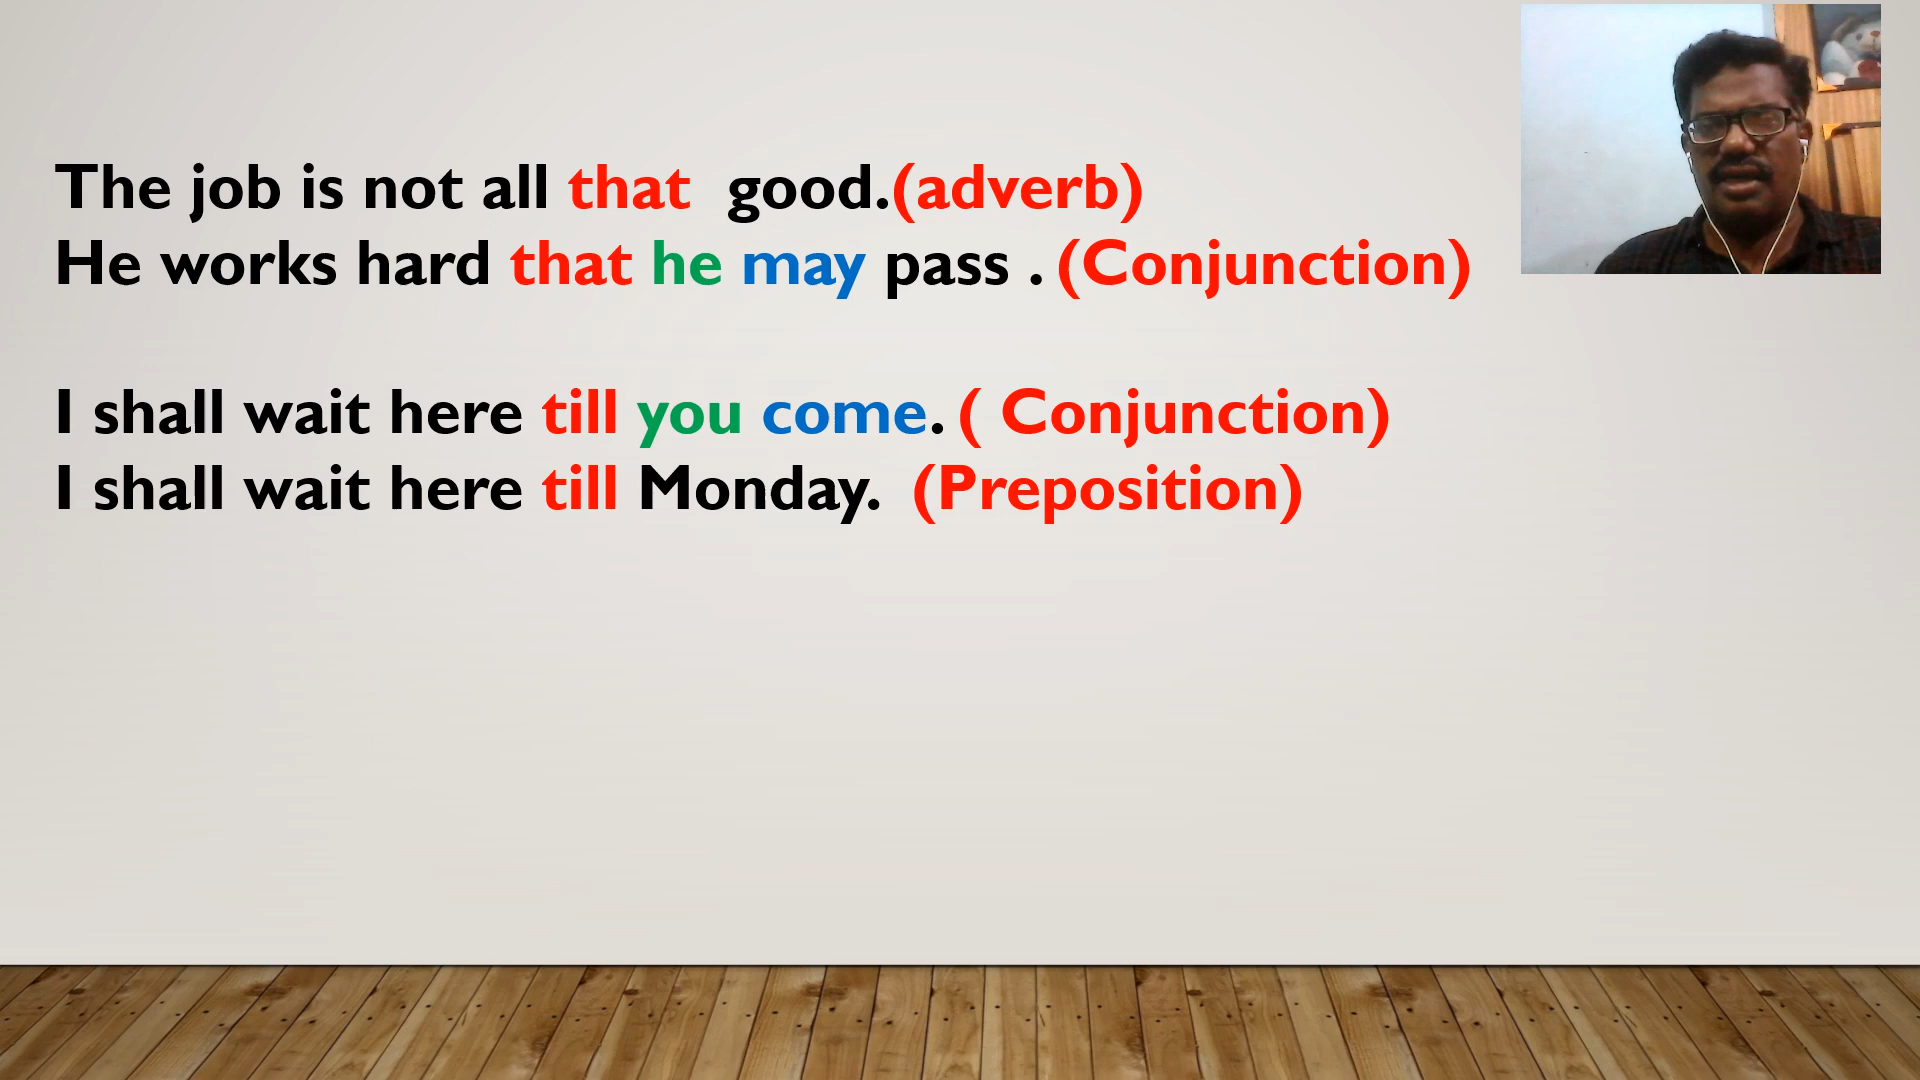 The job is not all that  good.(adverb)
He works hard that he may pass . (Conjunction)
I shall wait here till you come. ( Conjunction)
I shall wait here till Monday.  (Preposition)